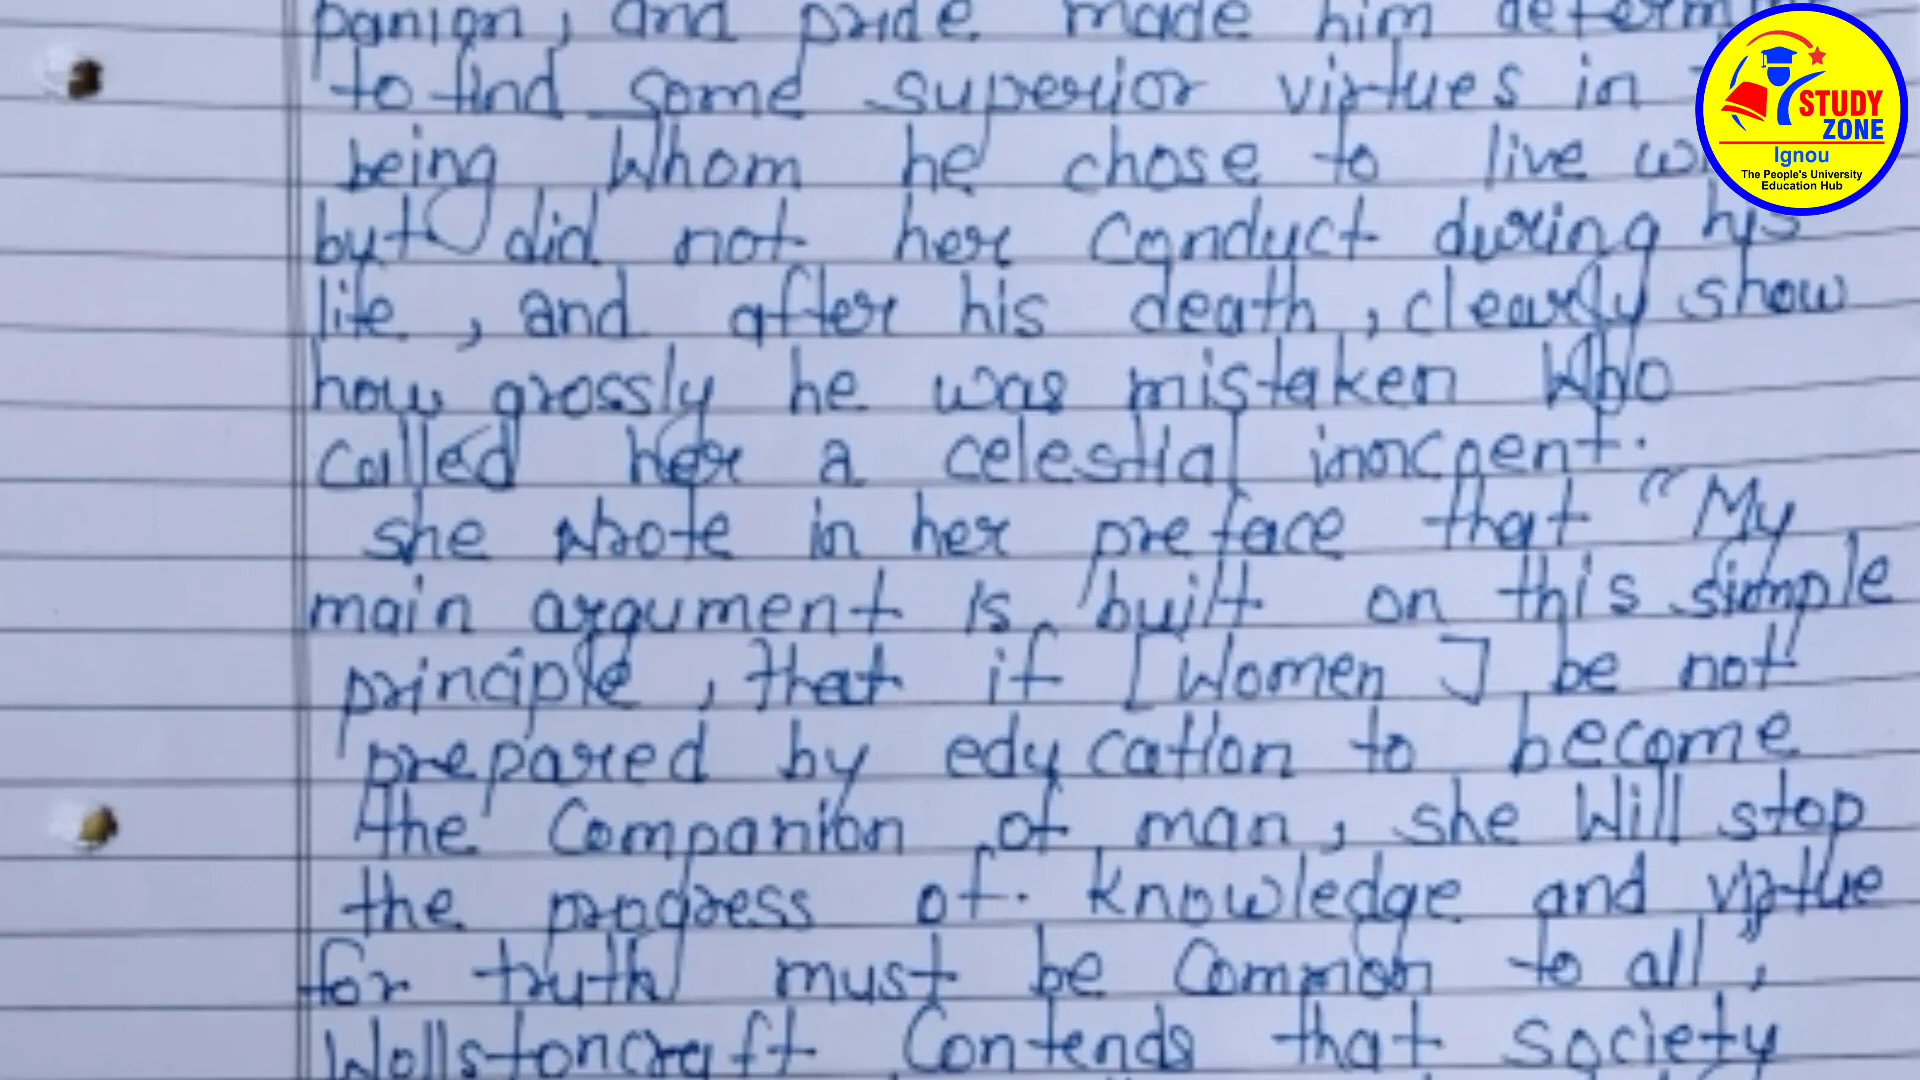 panion, and pride made him determ
to find some superior virtues in
being Whom he chose to live
but did not her Conduct during his
life, and after his death, clearly show
how grossly he was mistaken Who
Called her a celestial inorcpent.
she wrote in her preface that "My
main argument is built on this simple
principle, that if [Women] be not
prepared by education to become
the Companion of man, she Will stop
the progress of. knowledge and virtue
for truth must be Common to all",
Wollstoncraft Contends that society
STUDY
ZONE
Ignou
The People's University
Education Hub